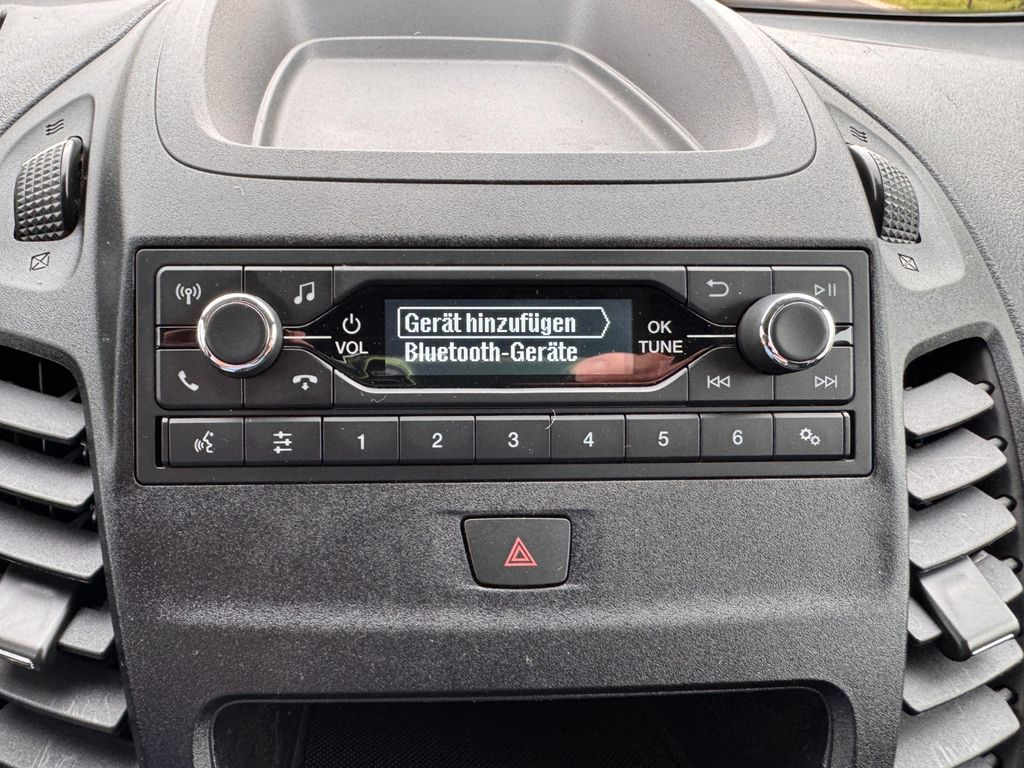 Gerät hinzufügen
VOL
OK
Bluetooth-Geräte
TUNE
1 2 3 4 5 6